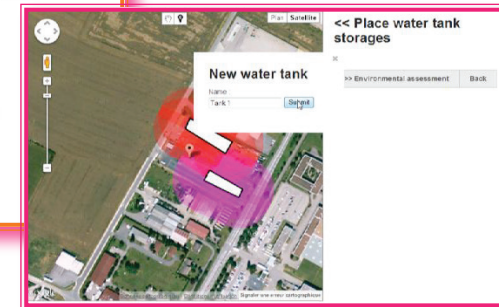 Plan Satellite
<< Place water tank
storages
New water tank
Name
Tank 1 Submit
>> Environmental assessment Back
Signaler une erreur cartographique